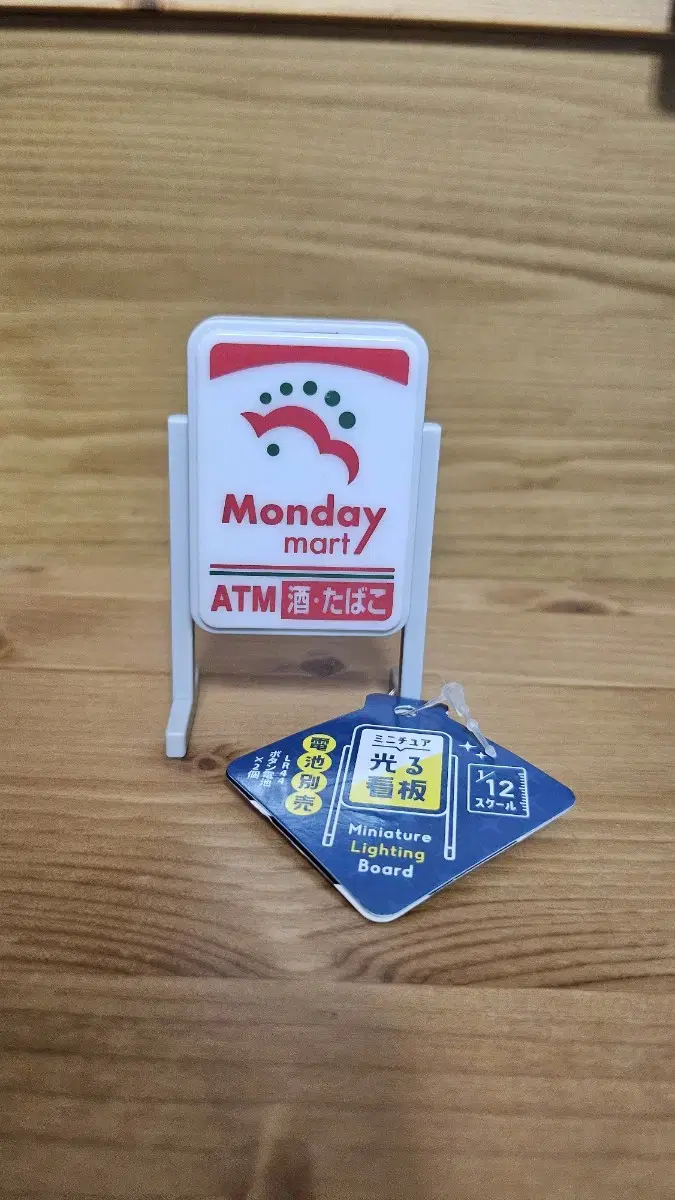 Monday
mart
ATM 酒・たばこ
電池別売
LR44
ボタン電池
×2個
ミニチュア
光る
看板
1/12
スケール
Miniature
Lighting
Board